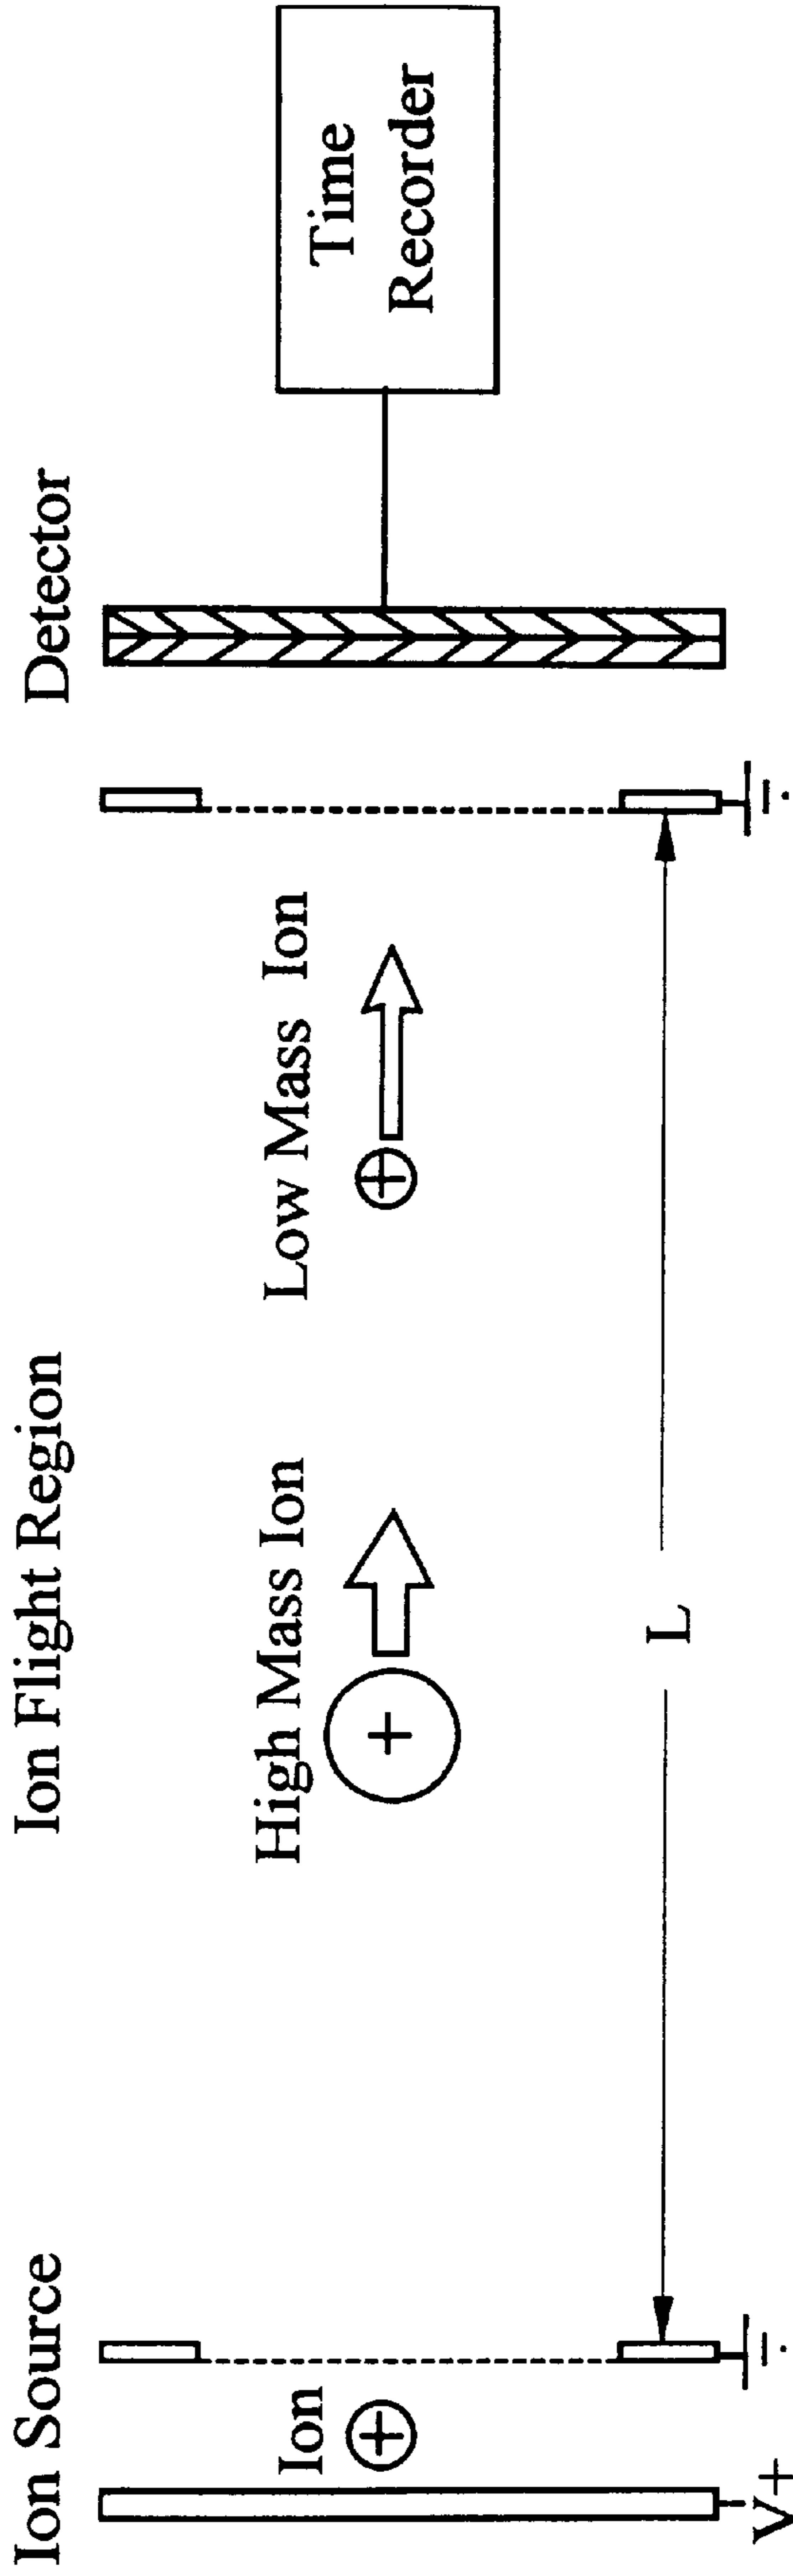 Ion Source
Ion Flight Region
Detector
Ion
High Mass Ion
Low Mass Ion
Time
Recorder
L
V+